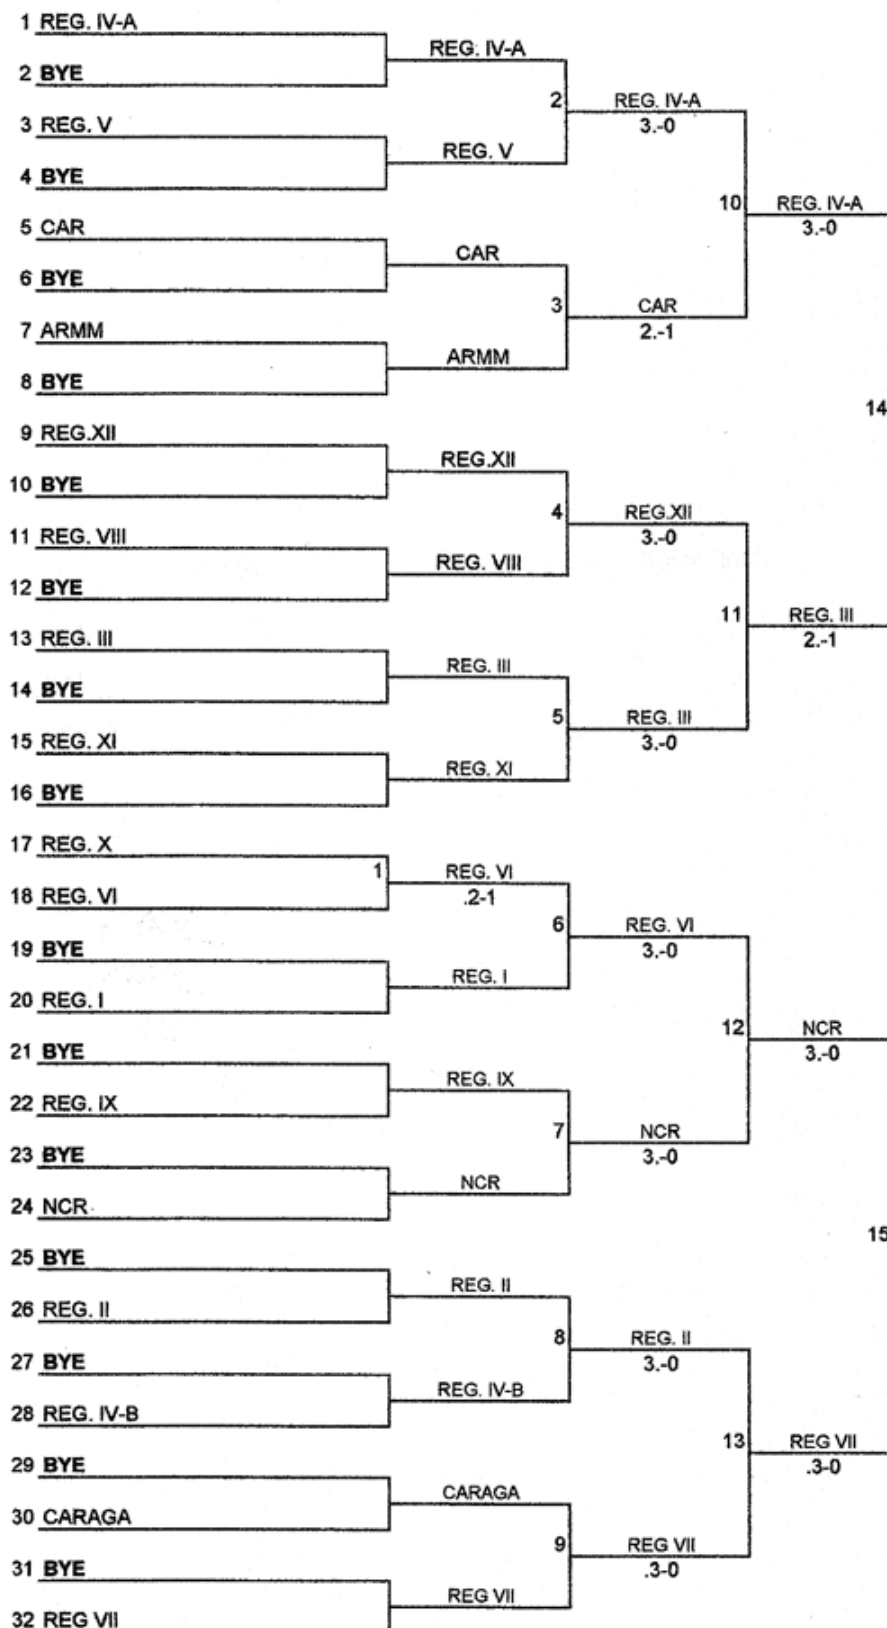 1 REG. IV-A
2 BYE
3 REG. V
4 BYE
5 CAR
6 BYE
7 ARMM
8 BYE
9 REG.XII
10 BYE
11 REG. VIII
12 BYE
13 REG. III
14 BYE
15 REG. XI
16 BYE
17 REG. X
18 REG. VI
19 BYE
20 REG. I
21 BYE
22 REG. IX
23 BYE
24 NCR
25 BYE
26 REG. II
27 BYE
28 REG. IV-B
29 BYE
30 CARAGA
31 BYE
32 REG VII
REG. IV-A
REG. V
CAR
ARMM
REG.XII
REG. VIII
REG. III
REG. XI
1
REG. VI
.2-1
REG. I
REG. IX
NCR
REG. II
REG. IV-B
CARAGA
REG VII
2
REG. IV-A
3.-0
3
CAR
2.-1
4
REG.XII
3.-0
5
REG. III
3.-0
6
REG. VI
3.-0
7
NCR
3.-0
8
REG. II
3.-0
9
REG VII
.3-0
10
REG. IV-A
3.-0
11
REG. III
2.-1
12
NCR
3.-0
13
REG VII
.3-0
14
15